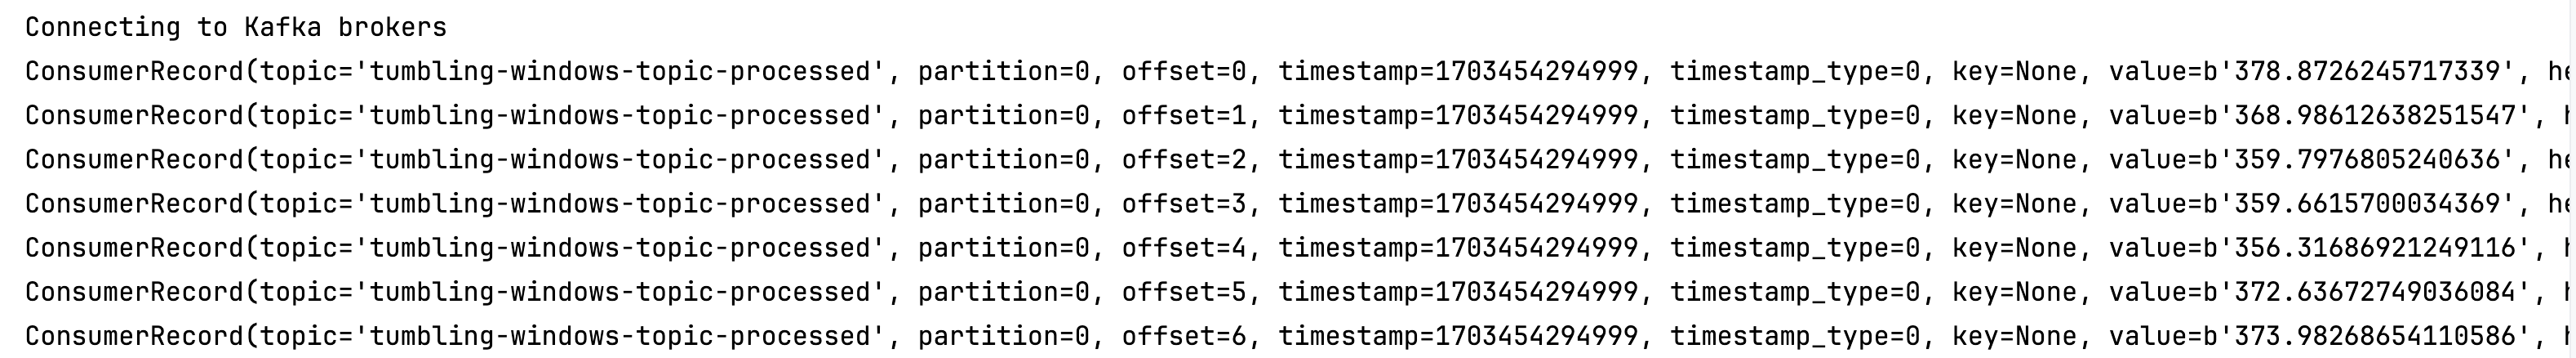 Connecting to Kafka brokers
ConsumerRecord(topic='tumbling-windows-topic-processed', partition=0, offset=0, timestamp=1703454294999, timestamp_type=0, key=None, value=b'378.8726245717339', he
ConsumerRecord(topic='tumbling-windows-topic-processed', partition=0, offset=1, timestamp=1703454294999, timestamp_type=0, key=None, value=b'368.98612638251547', h
ConsumerRecord(topic='tumbling-windows-topic-processed', partition=0, offset=2, timestamp=1703454294999, timestamp_type=0, key=None, value=b'359.7976805240636', he
ConsumerRecord(topic='tumbling-windows-topic-processed', partition=0, offset=3, timestamp=1703454294999, timestamp_type=0, key=None, value=b'359.6615700034369', he
ConsumerRecord(topic='tumbling-windows-topic-processed', partition=0, offset=4, timestamp=1703454294999, timestamp_type=0, key=None, value=b'356.31686921249116', h
ConsumerRecord(topic='tumbling-windows-topic-processed', partition=0, offset=5, timestamp=1703454294999, timestamp_type=0, key=None, value=b'372.63672749036084', h
ConsumerRecord(topic='tumbling-windows-topic-processed', partition=0, offset=6, timestamp=1703454294999, timestamp_type=0, key=None, value=b'373.98268654110586', h